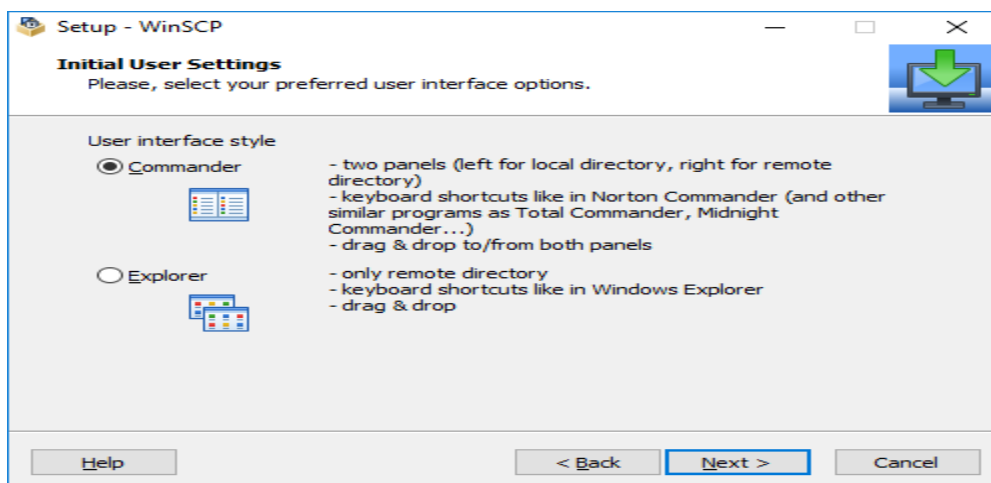 Setup - WinSCP
Initial User Settings
Please, select your preferred user interface options.
User interface style
Commander
- two panels (left for local directory, right for remote
directory)
- keyboard shortcuts like in Norton Commander (and other
similar programs as Total Commander, Midnight
Commander...)
- drag & drop to/from both panels
Explorer
- only remote directory
- keyboard shortcuts like in Windows Explorer
- drag & drop
Help
< Back
Next >
Cancel